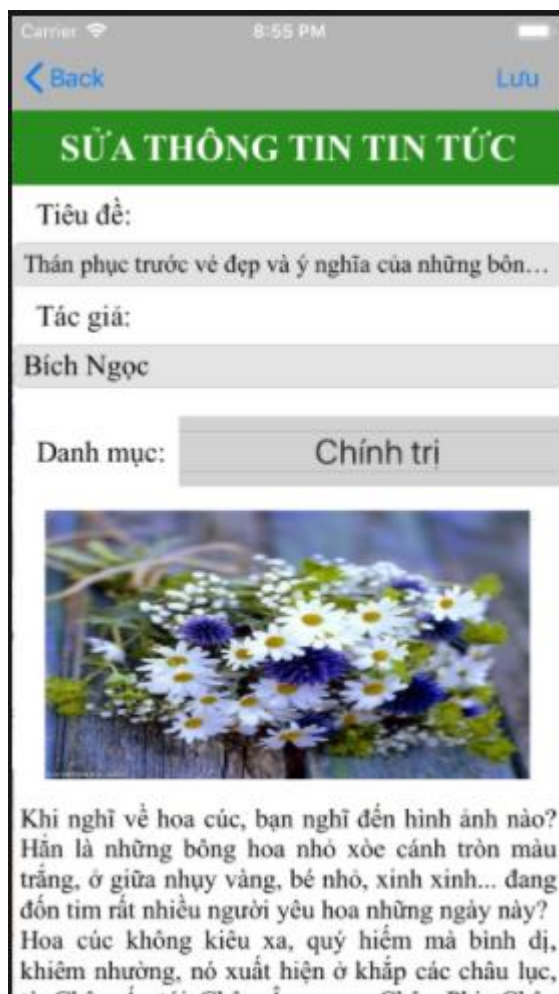 Carrier 8:55 PM
Back Lưu
SỬA THÔNG TIN TIN TỨC
Tiêu đề:
Thán phục trước vẻ đẹp và ý nghĩa của những bôn...
Tác giả:
Bích Ngọc
Danh mục: Chính trị
Khi nghĩ về hoa cúc, bạn nghĩ đến hình ảnh nào?
Hẳn là những bông hoa nhỏ xòe cánh tròn màu
trắng, ở giữa nhụy vàng, bé nhỏ, xinh xinh... đang
đốn tim rất nhiều người yêu hoa những ngày này?
Hoa cúc không kiêu xa, quý hiếm mà bình dị,
khiêm nhường, nó xuất hiện ở khắp các châu lục,